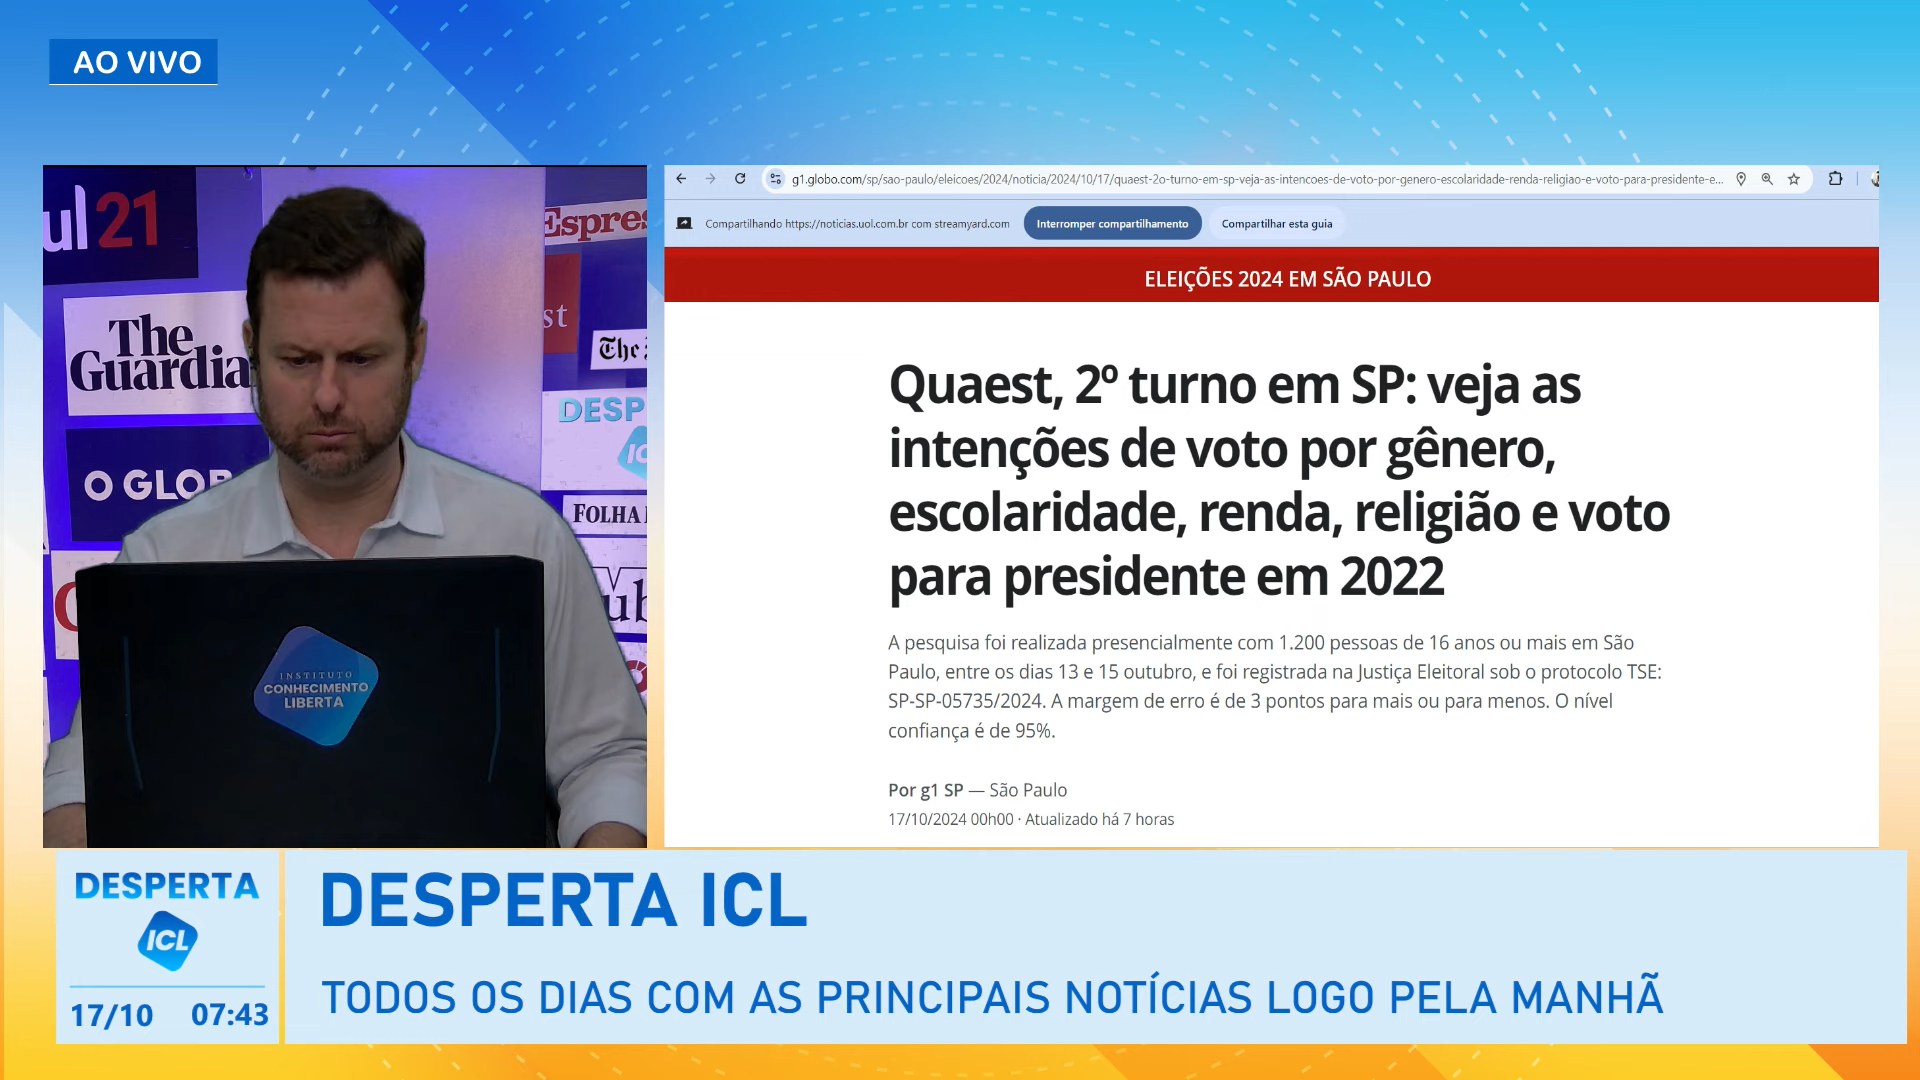 AO VIVO
ul 21
Espres
The
Guardia
st
The
DESP
O GLOB
FOLHA
INSTITUTO
CONHECIMENTO
LIBERTA
g1.globo.com/sp/sao-paulo/eleicoes/2024/noticia/2024/10/17/quaest-2o-turno-em-sp-veja-as-intencoes-de-voto-por-genero-escolaridade-renda-religiao-e-voto-para-presidente-e...
Compartilhando https://noticias.uol.com.br com streamyard.com
Interromper compartilhamento
Compartilhar esta guia
ELEIÇÕES 2024 EM SÃO PAULO
Quaest, 2º turno em SP: veja as
intenções de voto por gênero,
escolaridade, renda, religião e voto
para presidente em 2022
A pesquisa foi realizada presencialmente com 1.200 pessoas de 16 anos ou mais em São
Paulo, entre os dias 13 e 15 outubro, e foi registrada na Justiça Eleitoral sob o protocolo TSE:
SP-SP-05735/2024. A margem de erro é de 3 pontos para mais ou para menos. O nível
confiança é de 95%.
Por g1 SP — São Paulo
17/10/2024 00h00 · Atualizado há 7 horas
DESPERTA
ICL
17/10 07:43
DESPERTA ICL
TODOS OS DIAS COM AS PRINCIPAIS NOTÍCIAS LOGO PELA MANHÃ